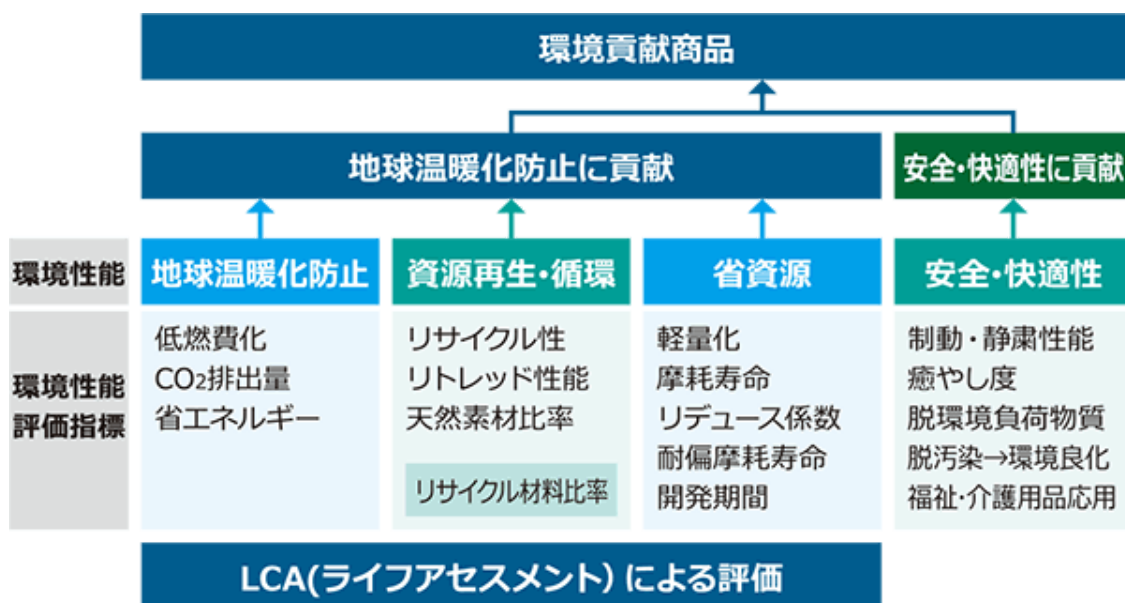 環境貢献商品
地球温暖化防止に貢献
安全・快適性に貢献
環境性能
地球温暖化防止
資源再生・循環
省資源
安全・快適性
環境性能
評価指標
低燃費化
CO₂排出量
省エネルギー
リサイクル性
リトレッド性能
天然素材比率
リサイクル材料比率
軽量化
摩耗寿命
リデュース係数
耐偏摩耗寿命
開発期間
制動・静粛性能
癒やし度
脱環境負荷物質
脱汚染→環境良化
福祉・介護用品応用
LCA(ライフアセスメント）による評価